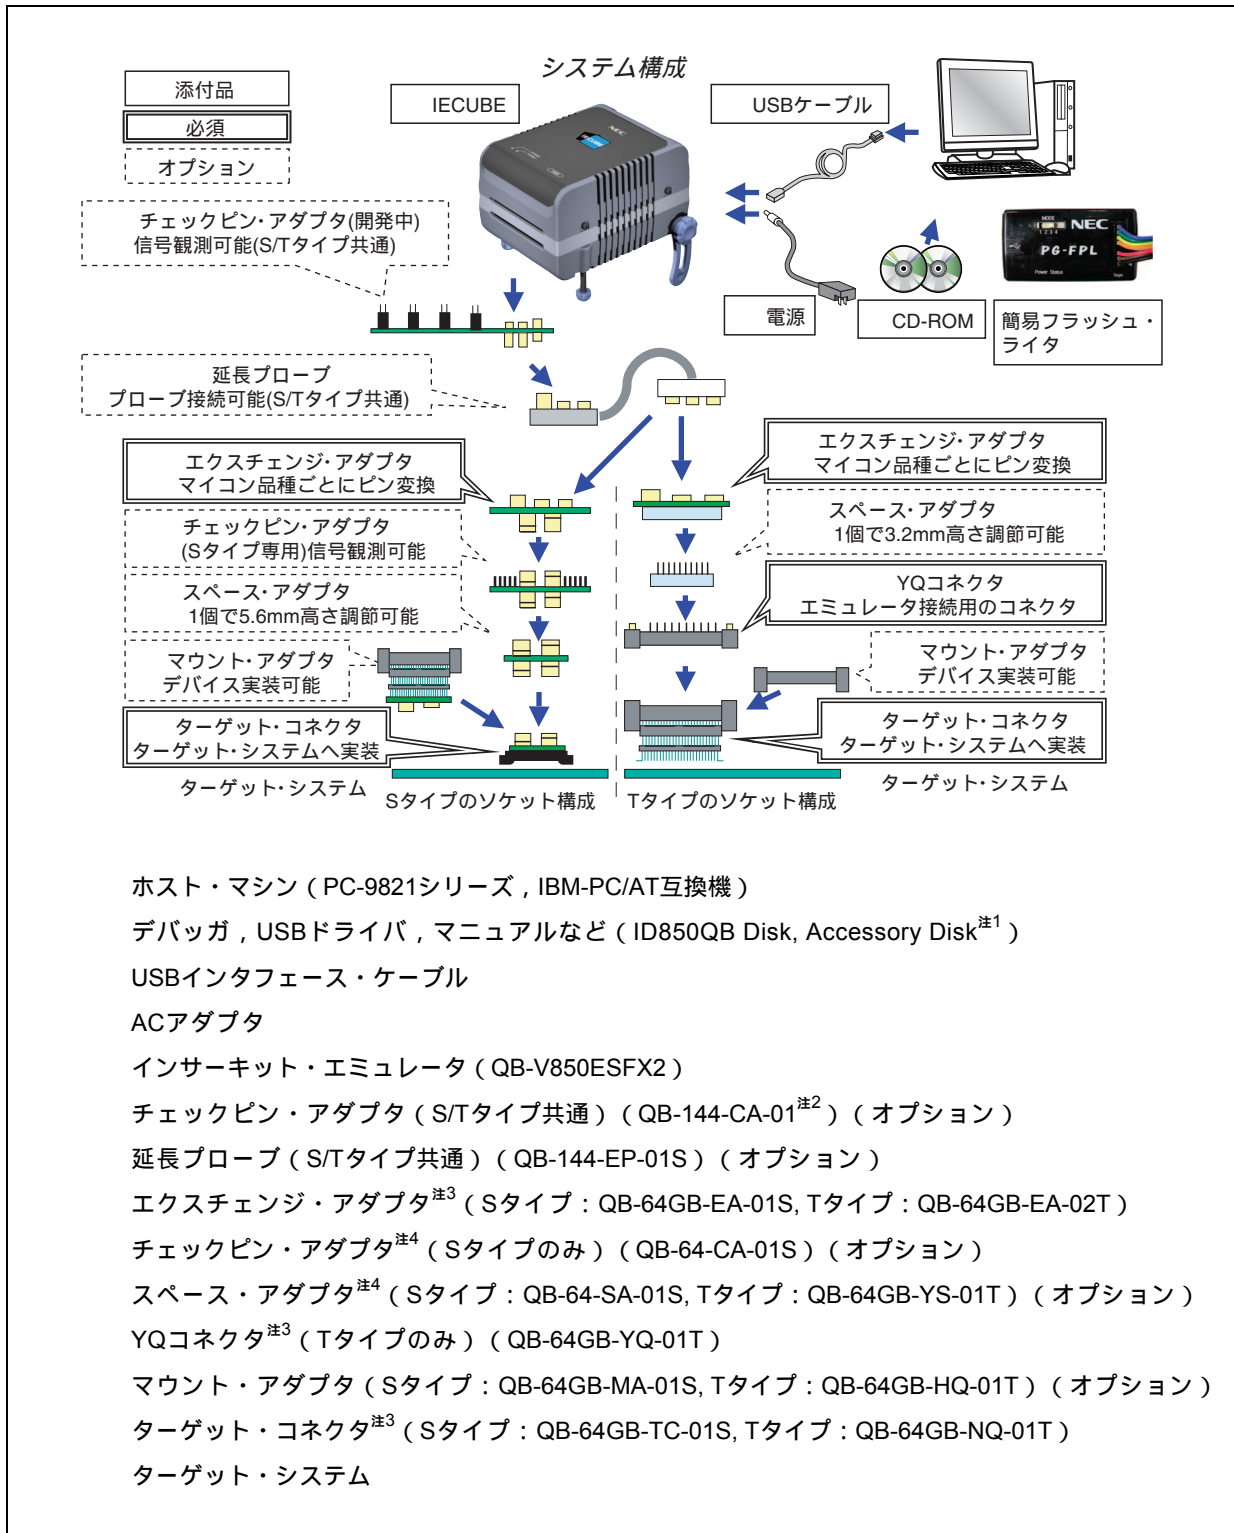 システム構成
添付品
必須
オプション
IECUBE
USBケーブル
NEC
チェックピン・アダプタ(開発中)
信号観測可能(S/Tタイプ共通)
MODE
1 2 3 4
NEC
PG-FPL
Power Status
Target
電源
CD-ROM
簡易フラッシュ・
ライタ
延長プローブ
プローブ接続可能(S/Tタイプ共通)
エクスチェンジ・アダプタ
マイコン品種ごとにピン変換
チェックピン・アダプタ
(Sタイプ専用)信号観測可能
スペース・アダプタ
1個で5.6mm高さ調節可能
マウント・アダプタ
デバイス実装可能
ターゲット・コネクタ
ターゲット・システムへ実装
ターゲット・システム
Sタイプのソケット構成
エクスチェンジ・アダプタ
マイコン品種ごとにピン変換
スペース・アダプタ
1個で3.2mm高さ調節可能
YQコネクタ
エミュレータ接続用のコネクタ
マウント・アダプタ
デバイス実装可能
ターゲット・コネクタ
ターゲット・システムへ実装
ターゲット・システム
Tタイプのソケット構成
ホスト・マシン（PC-9821シリーズ，IBM-PC/AT互換機）
デバッガ，USBドライバ，マニュアルなど（ID850QB Disk, Accessory Disk注1）
USBインタフェース・ケーブル
ACアダプタ
インサーキット・エミュレータ（QB-V850ESFX2）
チェックピン・アダプタ（S/Tタイプ共通）（QB-144-CA-01注2）（オプション）
延長プローブ（S/Tタイプ共通）（QB-144-EP-01S）（オプション）
エクスチェンジ・アダプタ注3（Sタイプ：QB-64GB-EA-01S, Tタイプ：QB-64GB-EA-02T）
チェックピン・アダプタ注4（Sタイプのみ）（QB-64-CA-01S）（オプション）
スペース・アダプタ注4（Sタイプ：QB-64-SA-01S, Tタイプ：QB-64GB-YS-01T）（オプション）
YQコネクタ注3（Tタイプのみ）（QB-64GB-YQ-01T）
マウント・アダプタ（Sタイプ：QB-64GB-MA-01S, Tタイプ：QB-64GB-HQ-01T）（オプション）
ターゲット・コネクタ注3（Sタイプ：QB-64GB-TC-01S, Tタイプ：QB-64GB-NQ-01T）
ターゲット・システム